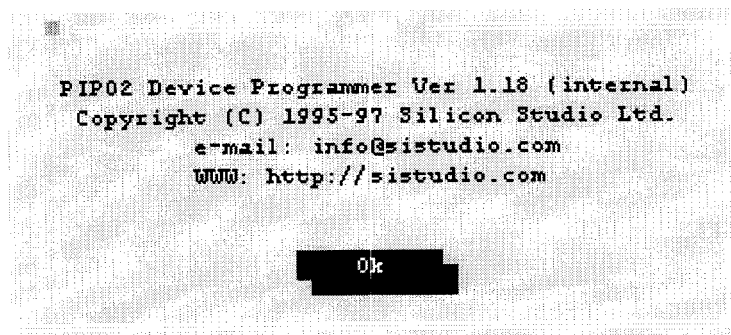 PIP02 Device Programmer Ver 1.18 (internal)
Copyright (C) 1995-97 Silicon Studio Ltd.
e-mail: info@sistudio.com
WWW: http://sistudio.com
Ok